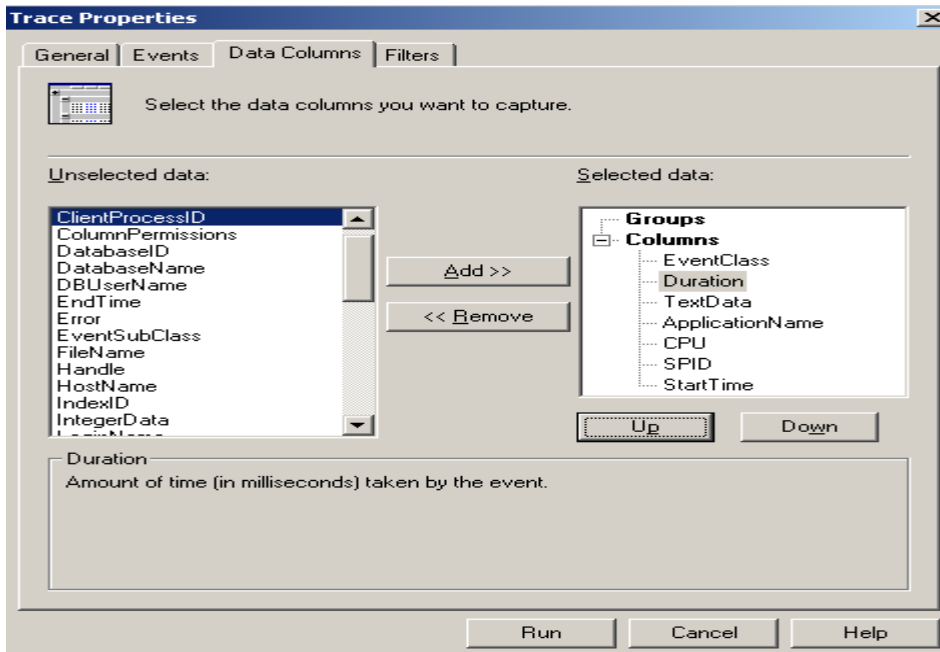 Trace Properties
General
Events
Data Columns
Filters
Select the data columns you want to capture.
Unselected data:
ClientProcessID
ColumnPermissions
DatabaseID
DatabaseName
DBUserName
EndTime
Error
EventSubClass
FileName
Handle
HostName
IndexID
IntegerData
Add >>
<< Remove
Selected data:
Groups
Columns
EventClass
Duration
TextData
ApplicationName
CPU
SPID
StartTime
Up
Down
Duration
Amount of time (in milliseconds) taken by the event.
Run
Cancel
Help